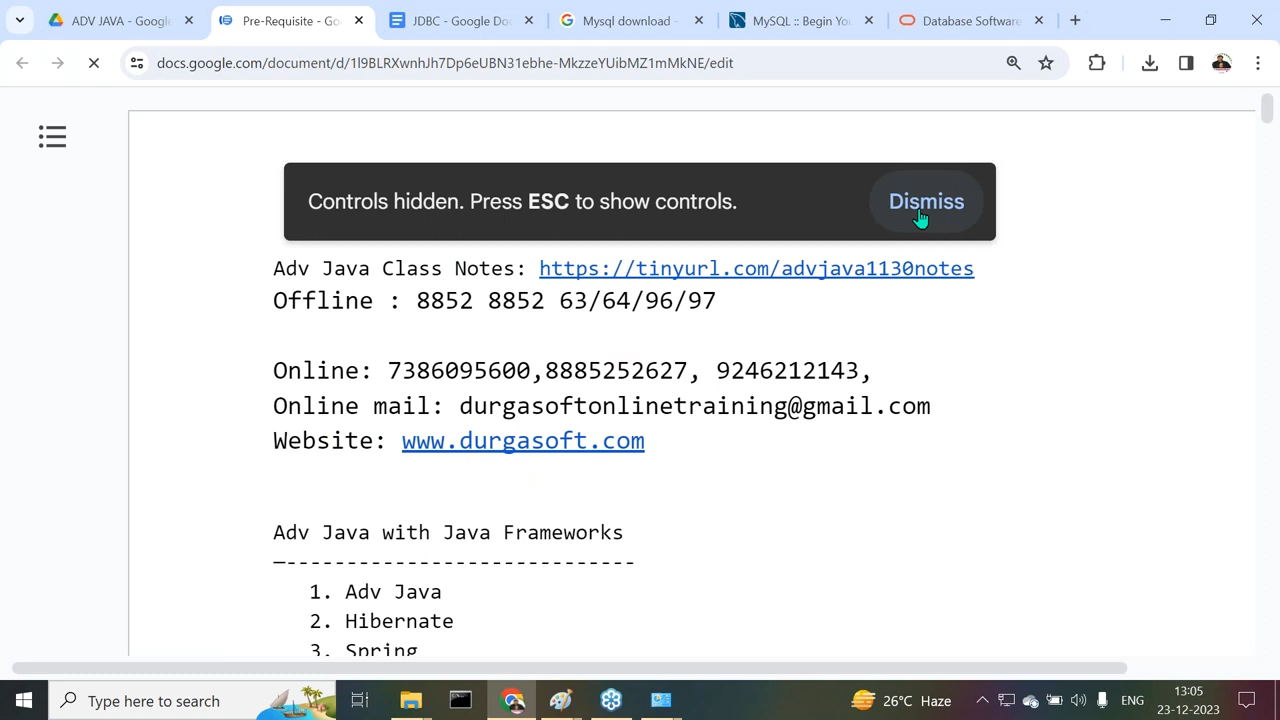 ADV JAVA - Google
Pre-Requisite - Go
JDBC - Google Do
Mysql download -
MySQL :: Begin Yo
Database Software
docs.google.com/document/d/1l9BLRXwnhJh7Dp6eUBN31ebhe-MkzzeYUibMZ1mMkNE/edit
Controls hidden. Press ESC to show controls.
Dismiss
Adv Java Class Notes: https://tinyurl.com/advjava1130notes
Offline : 8852 8852 63/64/96/97
Online: 7386095600,8885252627, 9246212143,
Online mail: durgasoftonlinetraining@gmail.com
Website: www.durgasoft.com
Adv Java with Java Frameworks
—-----------------------------
1. Adv Java
2. Hibernate
3. Spring
Type here to search
26°C Haze
ENG
13:05
23-12-2023